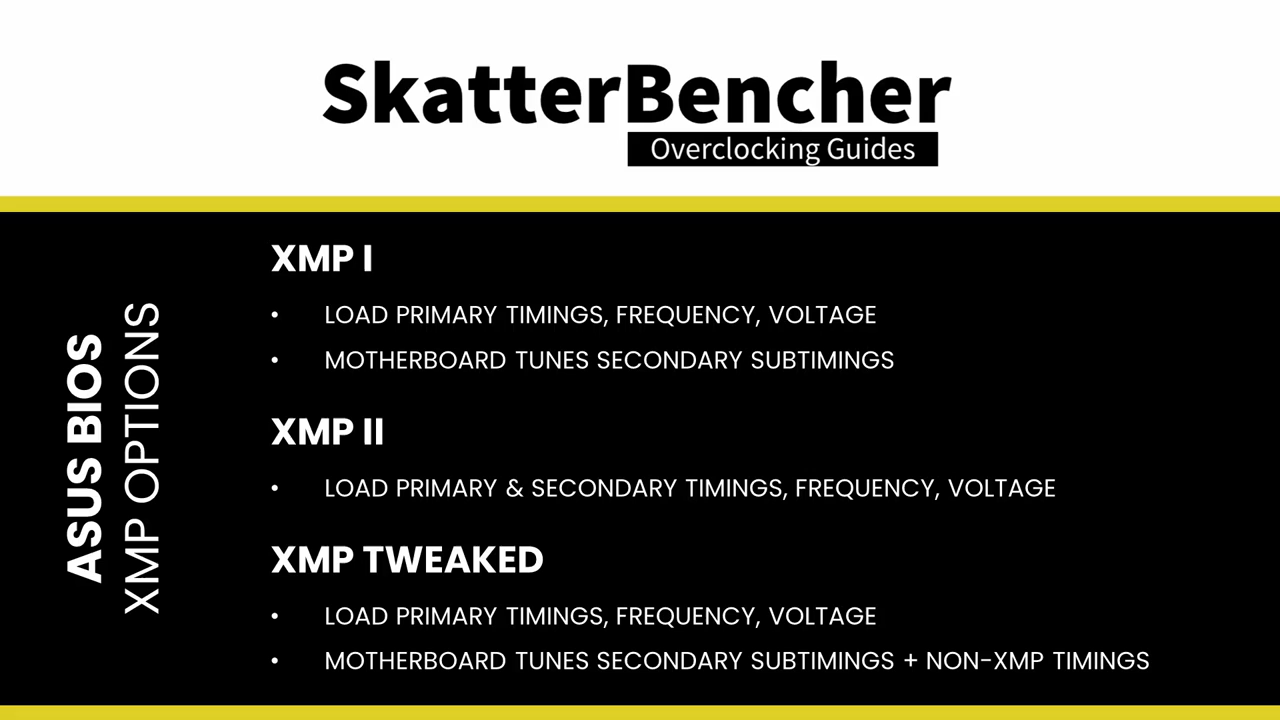 SkatterBencher
Overclocking Guides
ASUS BIOS
XMP OPTIONS
XMP I
• LOAD PRIMARY TIMINGS, FREQUENCY, VOLTAGE
• MOTHERBOARD TUNES SECONDARY SUBTIMINGS
XMP II
• LOAD PRIMARY & SECONDARY TIMINGS, FREQUENCY, VOLTAGE
XMP TWEAKED
• LOAD PRIMARY TIMINGS, FREQUENCY, VOLTAGE
• MOTHERBOARD TUNES SECONDARY SUBTIMINGS + NON-XMP TIMINGS